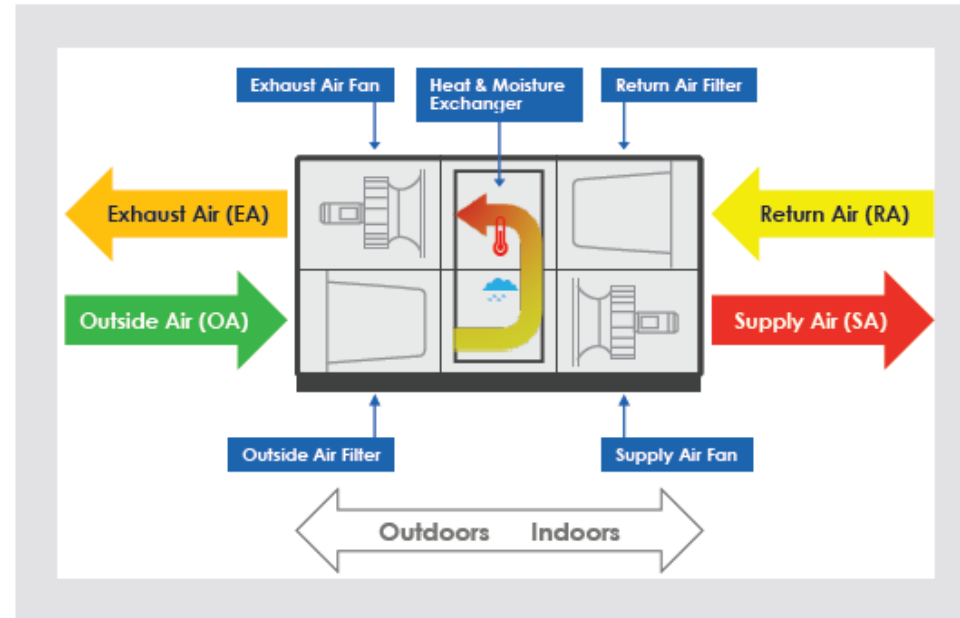 Exhaust Air Fan
Heat & Moisture
Exchanger
Return Air Filter
Exhaust Air (EA)
Return Air (RA)
Outside Air (OA)
Supply Air (SA)
Outside Air Filter
Supply Air Fan
Outdoors Indoors